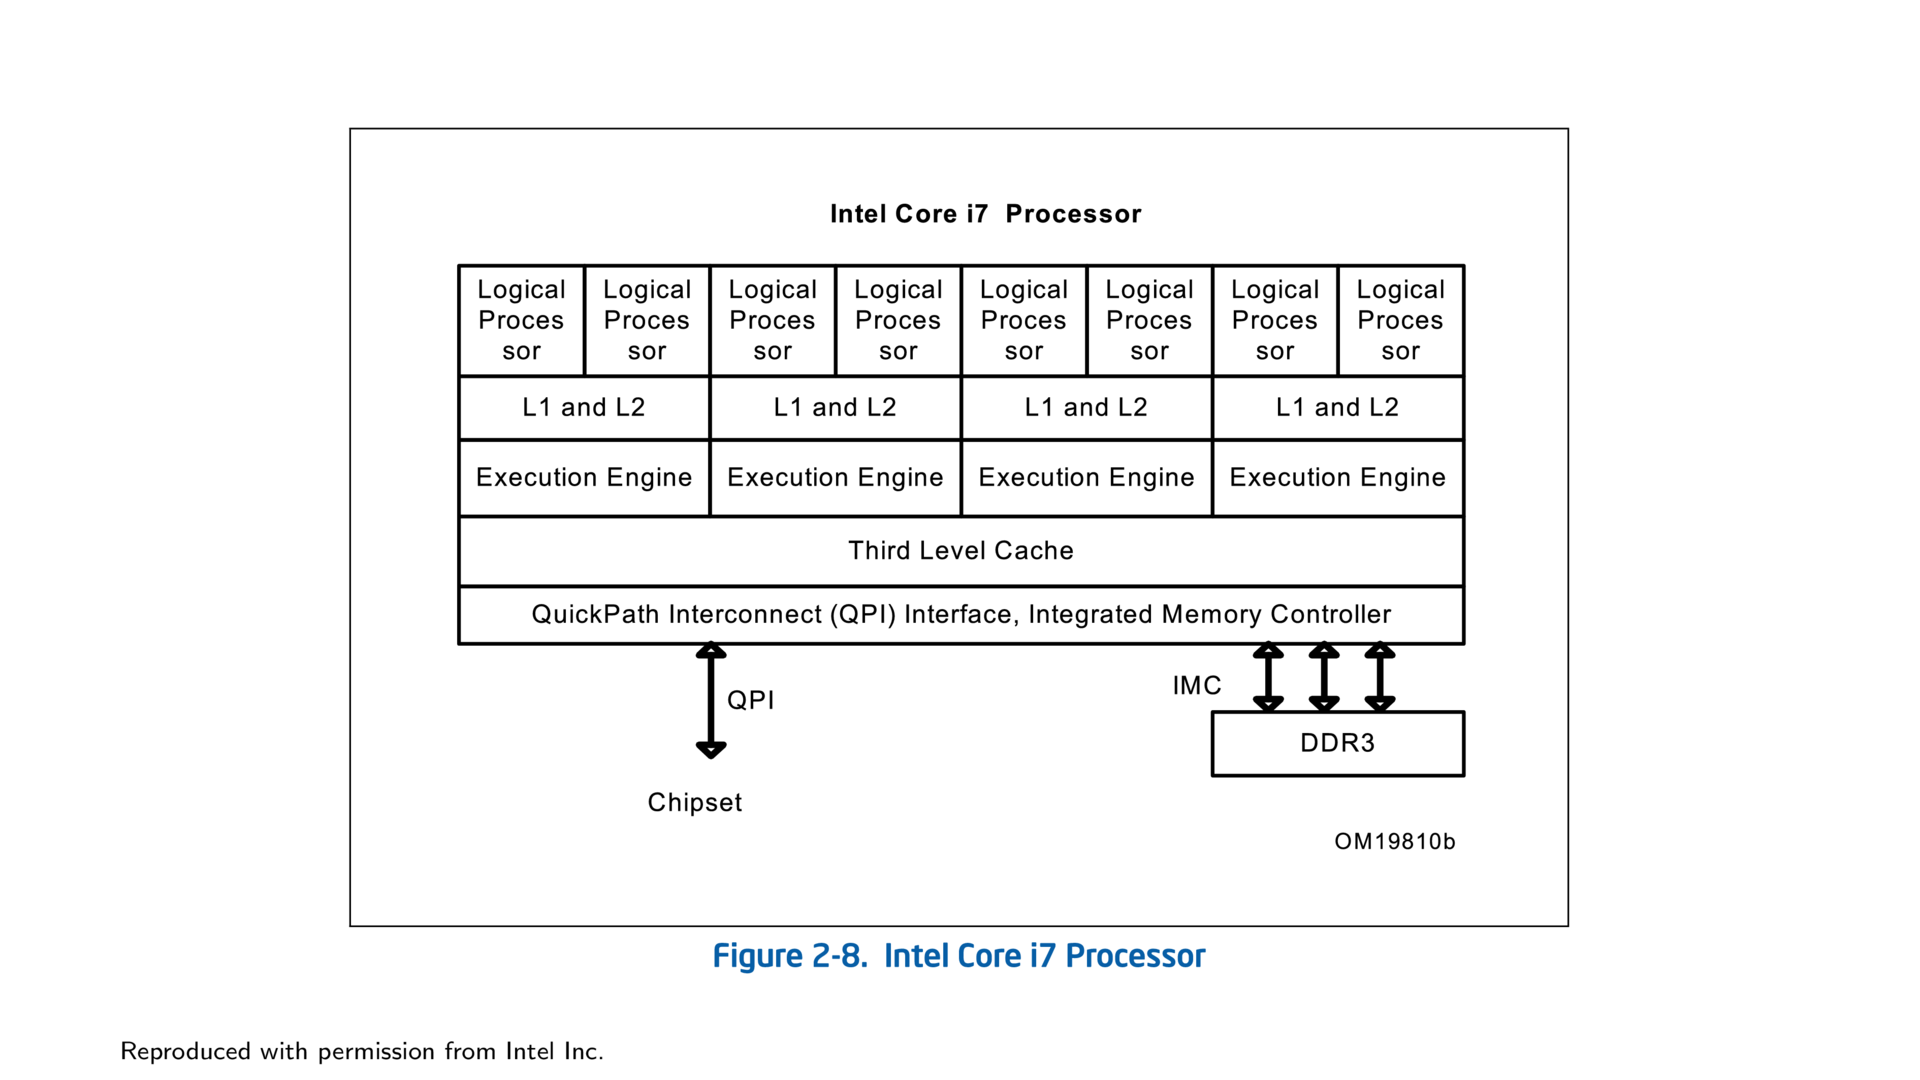 Intel Core i7 Processor
Logical Logical Logical Logical Logical Logical Logical Logical
Proces Proces Proces Proces Proces Proces Proces Proces
sor sor sor sor sor sor sor sor
L1 and L2 L1 and L2 L1 and L2 L1 and L2
Execution Engine Execution Engine Execution Engine Execution Engine
Third Level Cache
QuickPath Interconnect (QPI) Interface, Integrated Memory Controller
IMC
QPI
DDR3
Chipset
OM19810b
Figure 2-8. Intel Core i7 Processor
Reproduced with permission from Intel Inc.